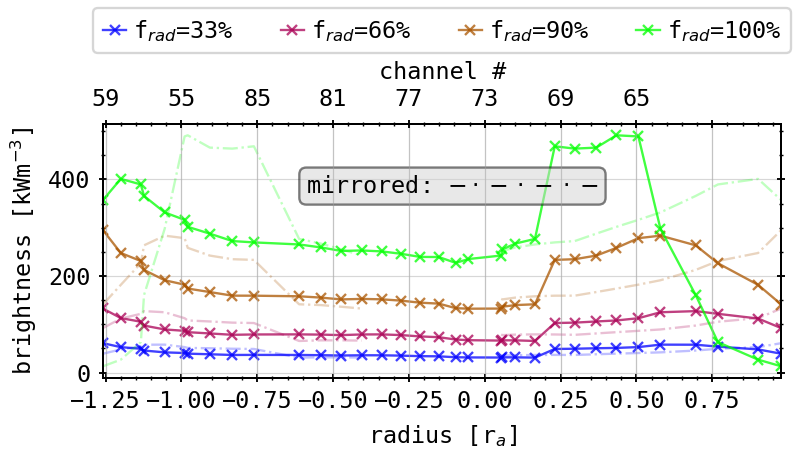 f_rad=33% f_rad=66% f_rad=90% f_rad=100%
channel #
59 55 85 81 77 73 69 65
mirrored:
brightness [kWm⁻³]
400
200
0
−1.25 −1.00 −0.75 −0.50 −0.25 0.00 0.25 0.50 0.75
radius [r_a]